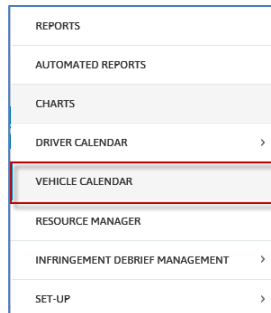 REPORTS
AUTOMATED REPORTS
CHARTS
DRIVER CALENDAR
VEHICLE CALENDAR
RESOURCE MANAGER
INFRINGEMENT DEBRIEF MANAGEMENT
SET-UP